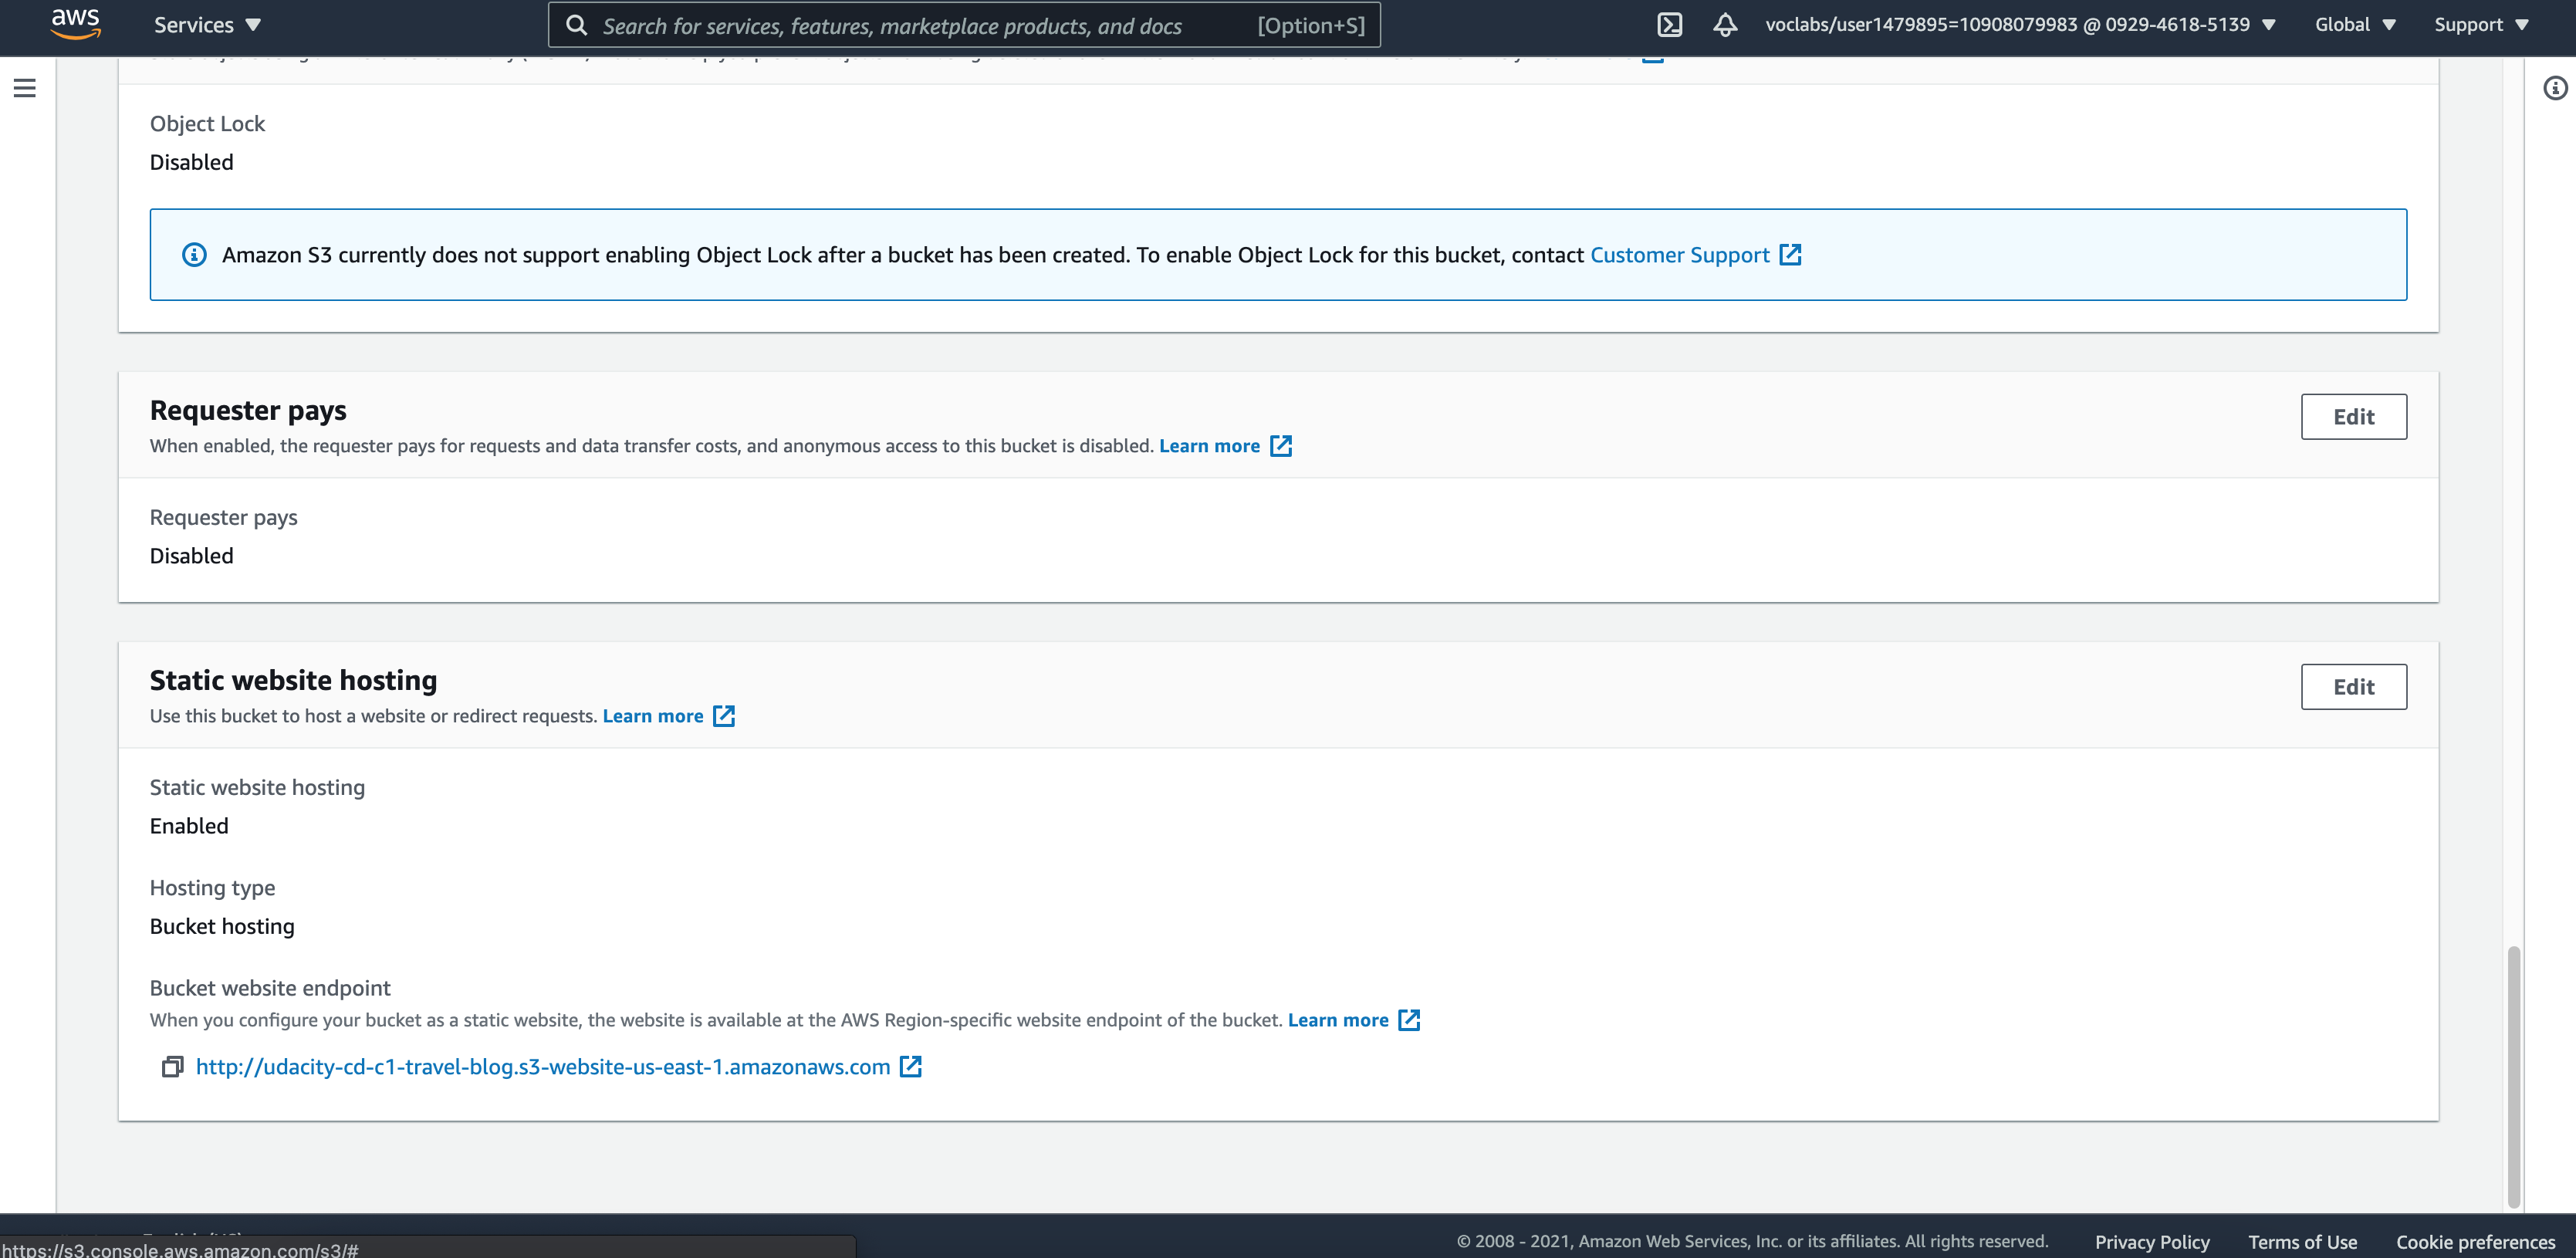 aws
Services
Search for services, features, marketplace products, and docs [Option+S]
voclabs/user1479895=10908079983 @ 0929-4618-5139
Global
Support
Object Lock
Disabled
Amazon S3 currently does not support enabling Object Lock after a bucket has been created. To enable Object Lock for this bucket, contact Customer Support
Requester pays
Edit
When enabled, the requester pays for requests and data transfer costs, and anonymous access to this bucket is disabled. Learn more
Requester pays
Disabled
Static website hosting
Edit
Use this bucket to host a website or redirect requests. Learn more
Static website hosting
Enabled
Hosting type
Bucket hosting
Bucket website endpoint
When you configure your bucket as a static website, the website is available at the AWS Region-specific website endpoint of the bucket. Learn more
http://udacity-cd-c1-travel-blog.s3-website-us-east-1.amazonaws.com
© 2008 - 2021, Amazon Web Services, Inc. or its affiliates. All rights reserved.
Privacy Policy
Terms of Use
Cookie preferences
https://s3.console.aws.amazon.com/s3/#